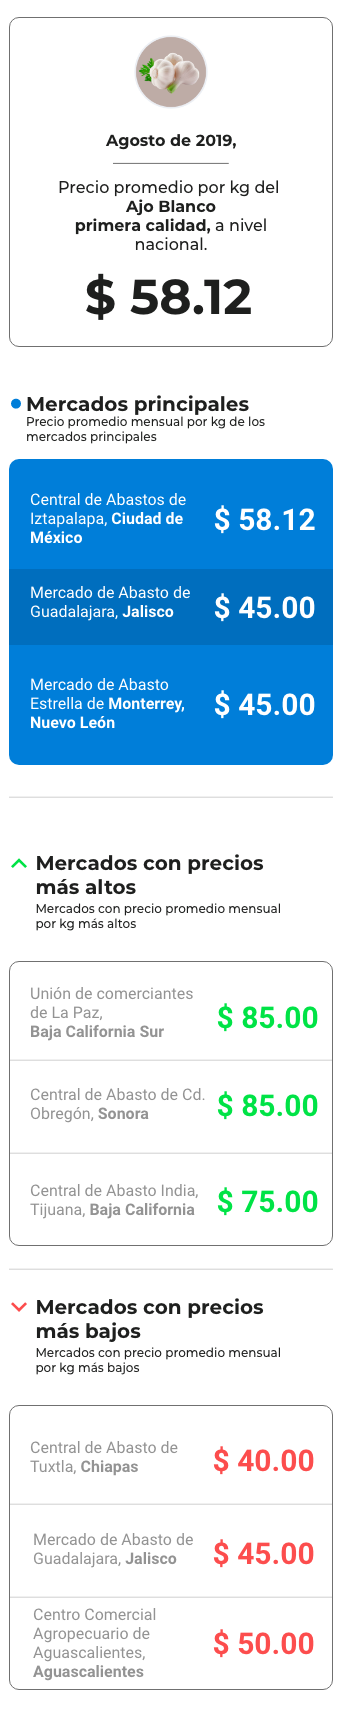 Agosto de 2019,
Precio promedio por kg del
Ajo Blanco
primera calidad, a nivel
nacional.
$ 58.12
Mercados principales
Precio promedio mensual por kg de los
mercados principales
Central de Abastos de
Iztapalapa, Ciudad de
México
$ 58.12
Mercado de Abasto de
Guadalajara, Jalisco
$ 45.00
Mercado de Abasto
Estrella de Monterrey,
Nuevo León
$ 45.00
Mercados con precios
más altos
Mercados con precio promedio mensual
por kg más altos
Unión de comerciantes
de La Paz,
Baja California Sur
$ 85.00
Central de Abasto de Cd.
Obregón, Sonora
$ 85.00
Central de Abasto India,
Tijuana, Baja California
$ 75.00
Mercados con precios
más bajos
Mercados con precio promedio mensual
por kg más bajos
Central de Abasto de
Tuxtla, Chiapas
$ 40.00
Mercado de Abasto de
Guadalajara, Jalisco
$ 45.00
Centro Comercial
Agropecuario de
Aguascalientes,
Aguascalientes
$ 50.00